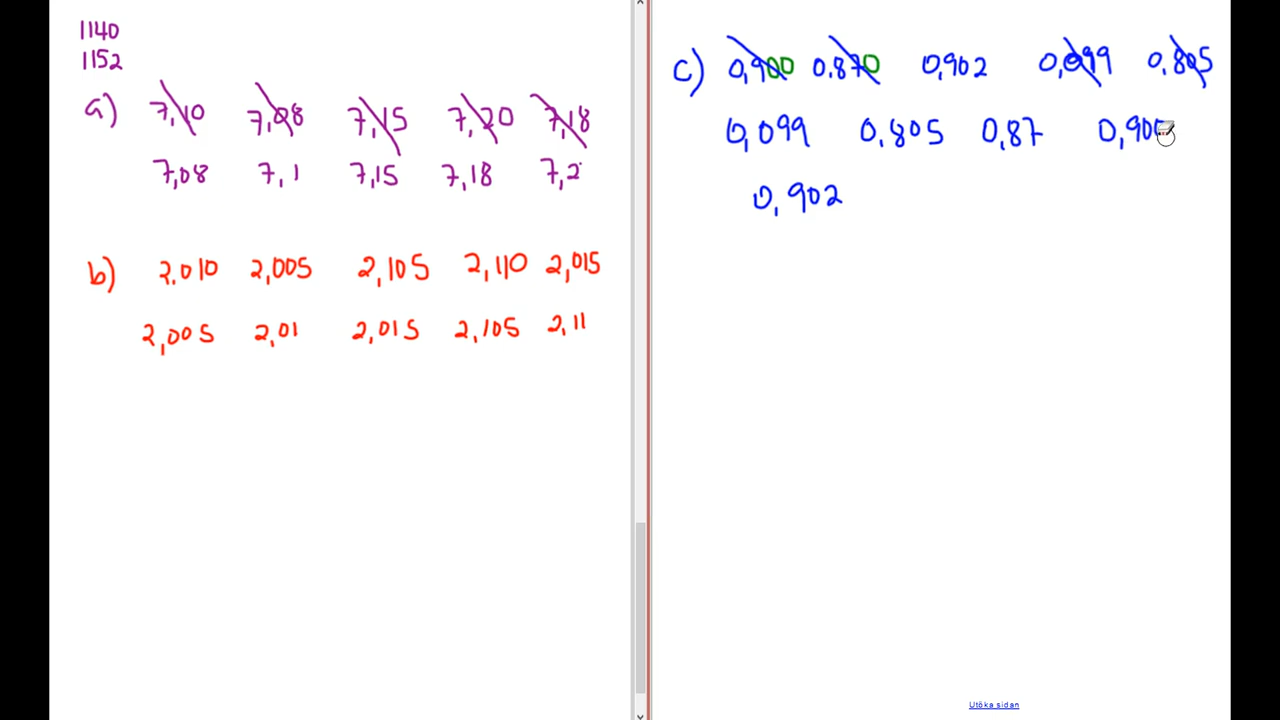 1140
1152
a) 7,10 7,08 7,15 7,20 7,18
7,08 7,1 7,15 7,18 7,2
b) 2,010 2,005 2,105 2,110 2,015
2,005 2,01 2,015 2,105 2,11
c) 0,900 0.870 0,902 0,099 0,805
0,099 0,805 0,87 0,900
0,902
Utöka sidan